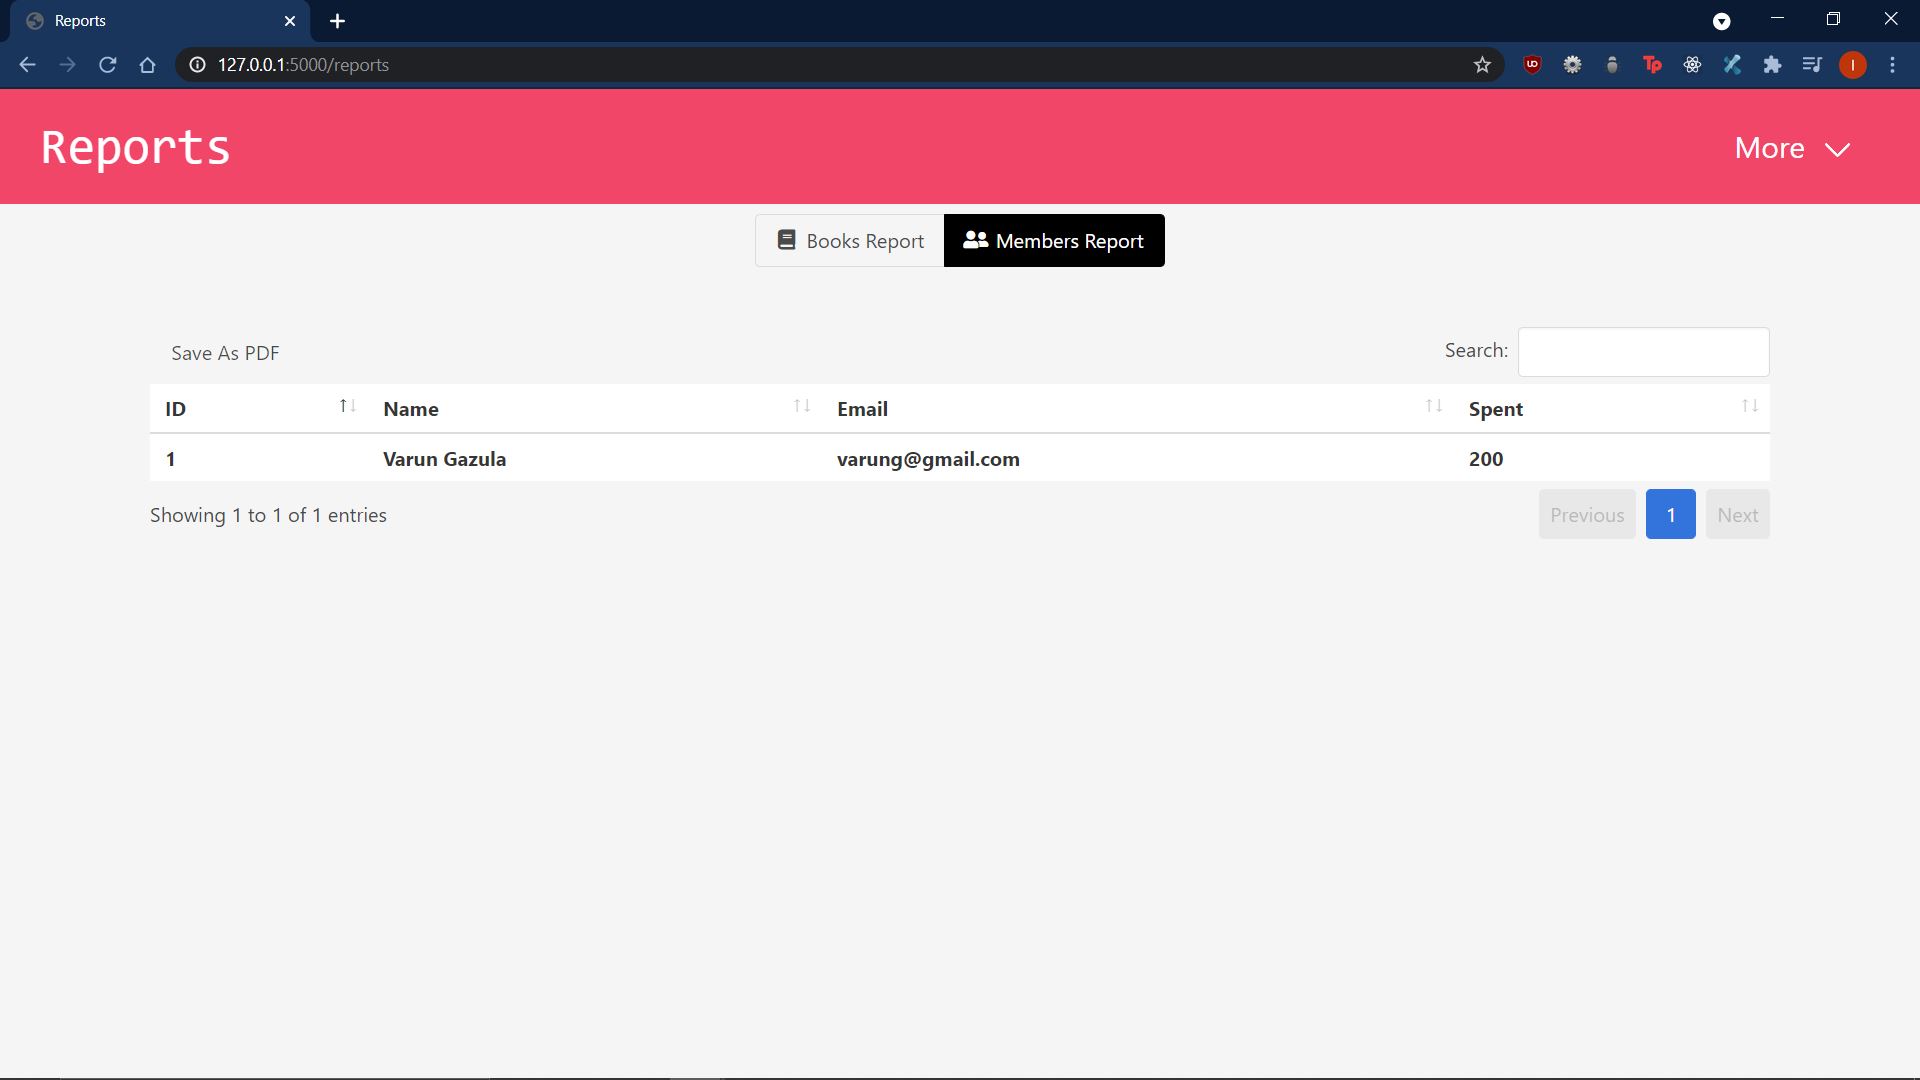 Reports
127.0.0.1:5000/reports
UD
Tp
I
Reports
More
Books Report
Members Report
Save As PDF
Search:
ID Name Email Spent
1 Varun Gazula varung@gmail.com 200
Showing 1 to 1 of 1 entries
Previous 1 Next